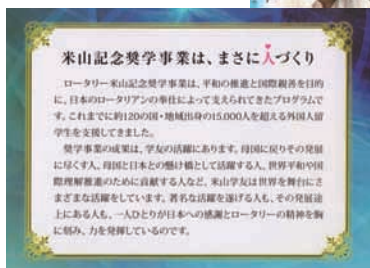 米山記念奨学事業は、まさに人づくり
ロータリー米山記念奨学事業は、平和の推進と国際親善を目的
に、日本のロータリアンの奉仕によって支えられてきたプログラムで
す。これまでに約120の国・地域出身の15,000人を超える外国人留
学生を支援してきました。
奨学事業の成果は、学友の活躍にあります。母国に戻りその発展
に尽くす人、母国と日本との懸け橋として活躍する人、世界平和や国
際理解推進のために貢献する人など、米山学友は世界を舞台にさ
まざまな活躍をしています。著名な活躍を遂げる人も、その発展途
上にある人も、一人ひとりが日本への感謝とロータリーの精神を胸
に刻み、力を発揮しているのです。